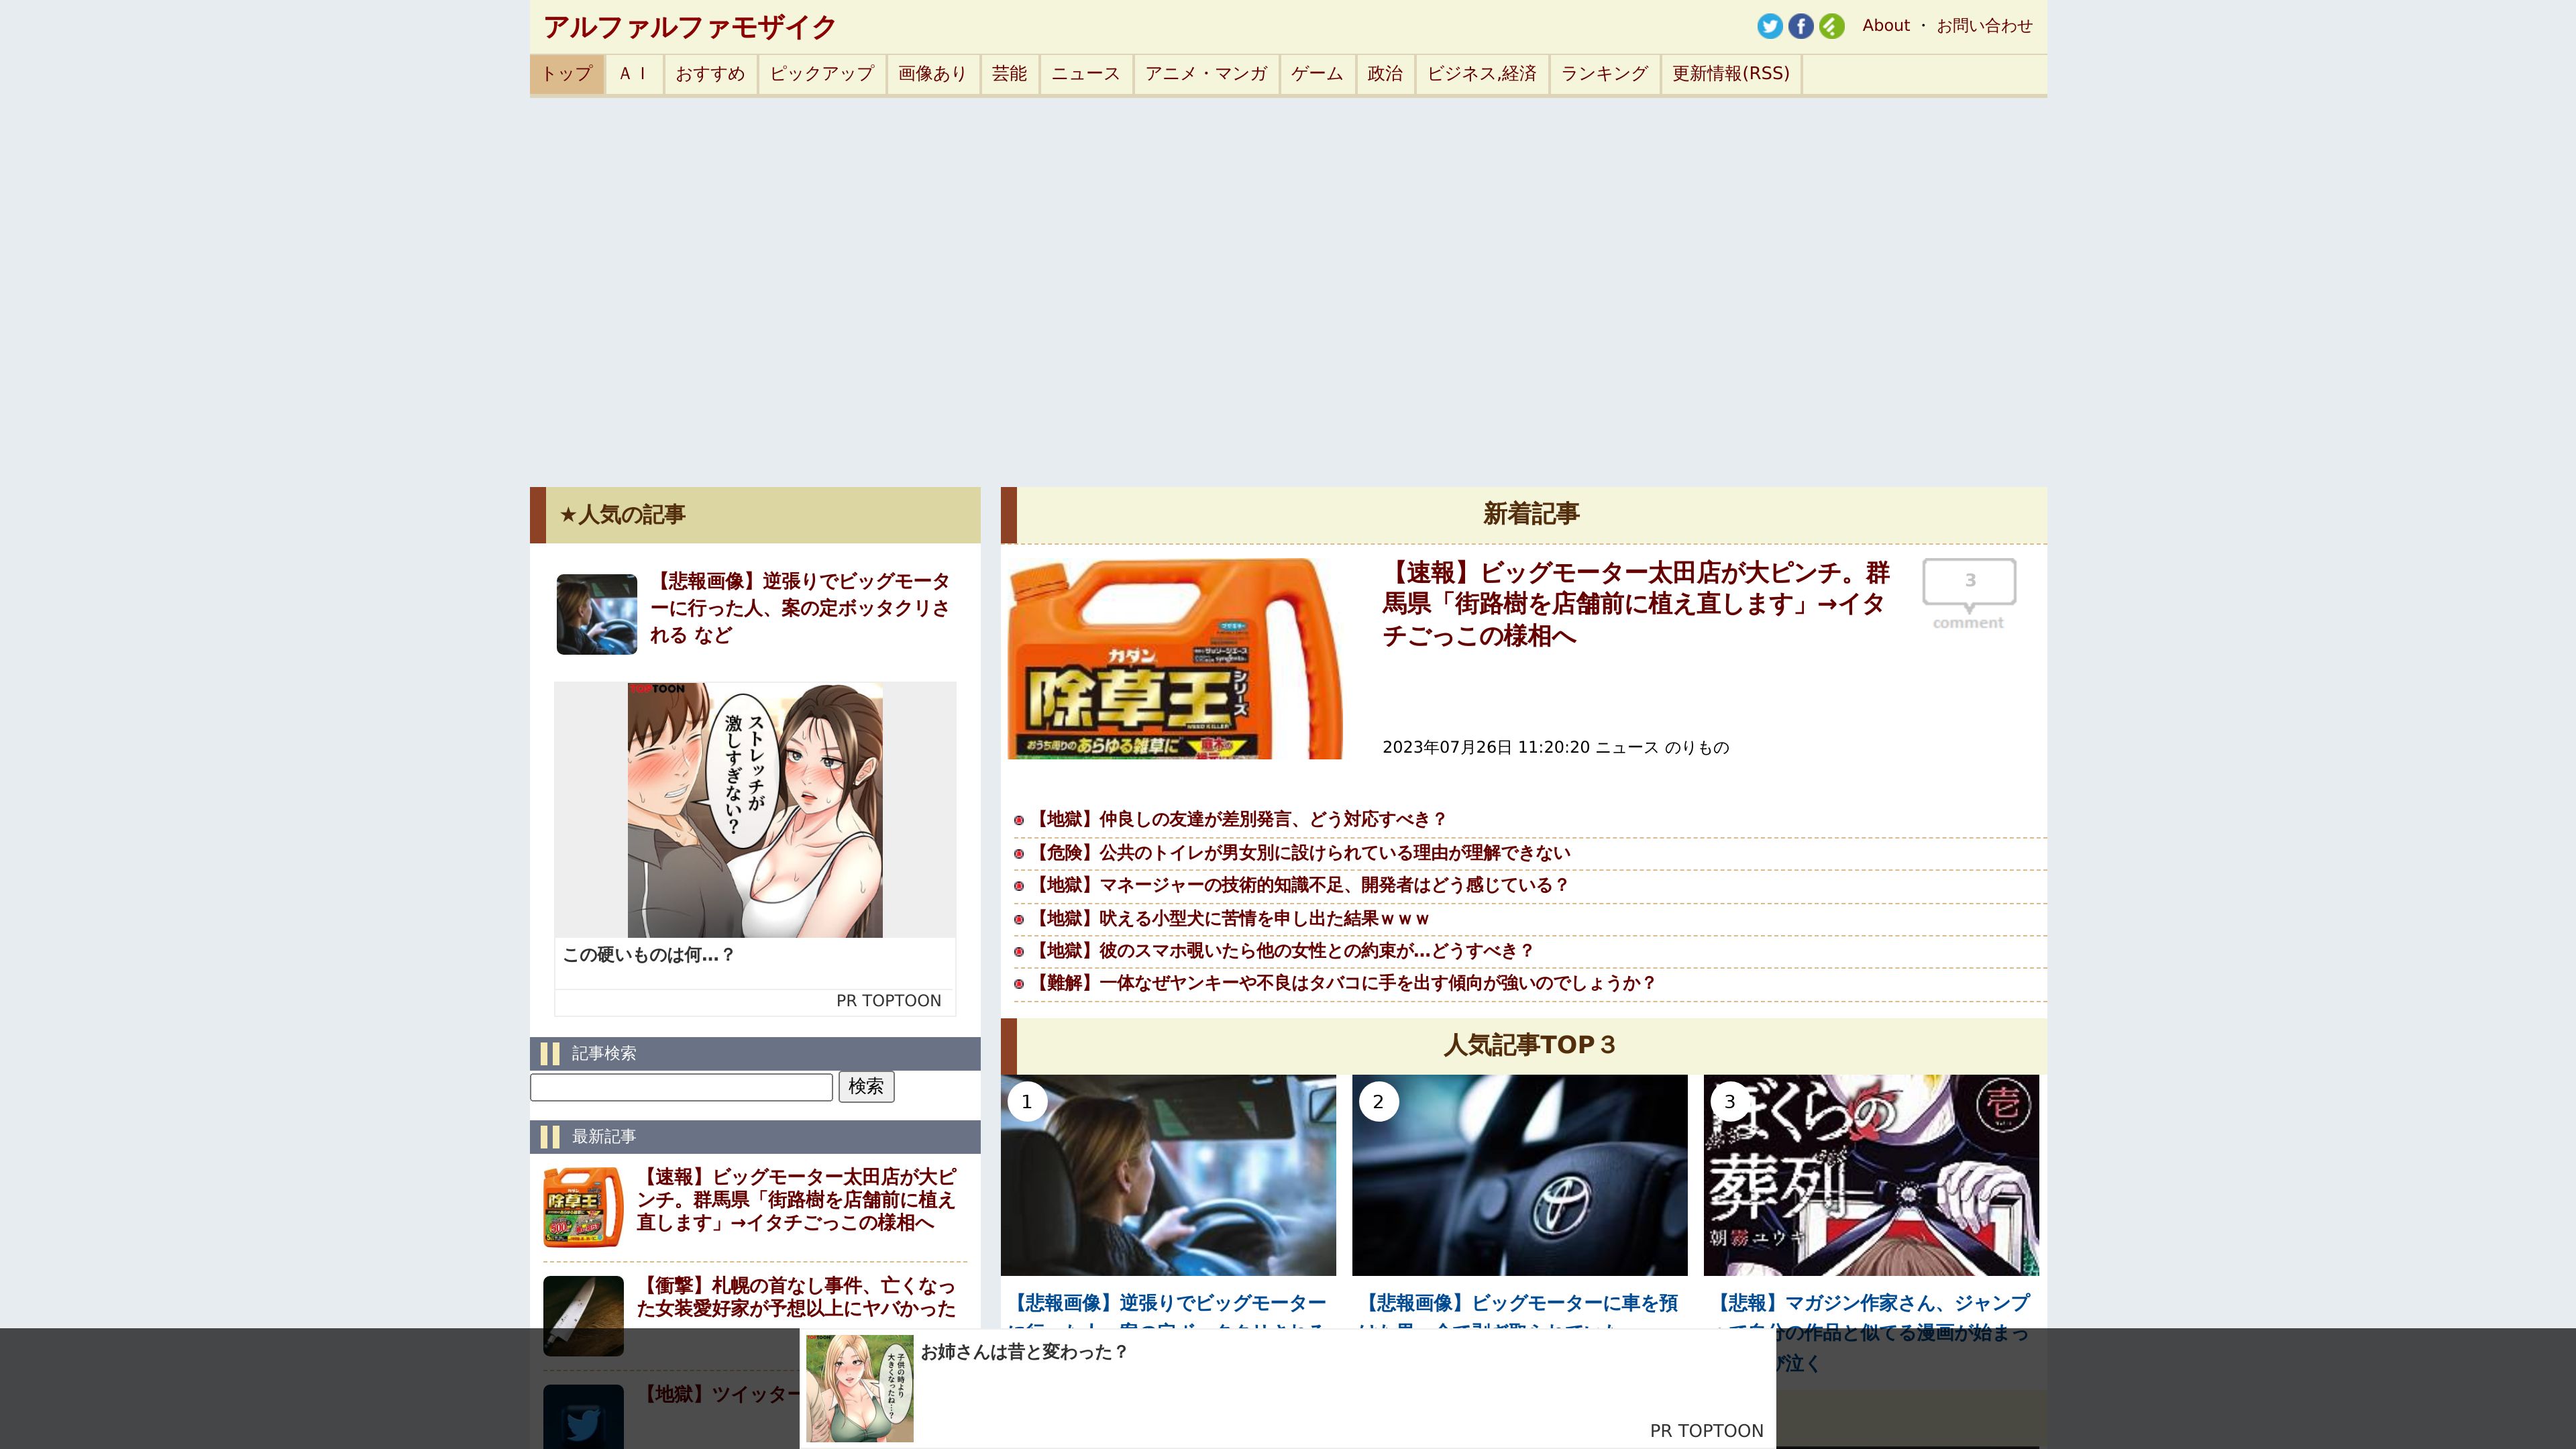 アルファルファモザイク
About ・ お問い合わせ
トップ
ＡＩ
おすすめ
ピックアップ
画像あり
芸能
ニュース
アニメ・マンガ
ゲーム
政治
ビジネス,経済
ランキング
更新情報(RSS)
★人気の記事
【悲報画像】逆張りでビッグモータ
ーに行った人、案の定ボッタクリさ
れる など
TOPTOON
ストレッチが
激しすぎない?
この硬いものは何...？
PR TOPTOON
記事検索
検索
最新記事
【速報】ビッグモーター太田店が大ピ
ンチ。群馬県「街路樹を店舗前に植え
直します」→イタチごっこの様相へ
【衝撃】札幌の首なし事件、亡くなっ
た女装愛好家が予想以上にヤバかった
【地獄】ツイッター
新着記事
カダン
除草王
シリーズ
おうち周りのあらゆる雑草に
【速報】ビッグモーター太田店が大ピンチ。群
馬県「街路樹を店舗前に植え直します」→イタ
チごっこの様相へ
3
comment
2023年07月26日 11:20:20 ニュース のりもの
【地獄】仲良しの友達が差別発言、どう対応すべき？
【危険】公共のトイレが男女別に設けられている理由が理解できない
【地獄】マネージャーの技術的知識不足、開発者はどう感じている？
【地獄】吠える小型犬に苦情を申し出た結果ｗｗｗ
【地獄】彼のスマホ覗いたら他の女性との約束が...どうすべき？
【難解】一体なぜヤンキーや不良はタバコに手を出す傾向が強いのでしょうか？
人気記事TOP３
1
2
3
ぼくらの
葬列
壱
朝霧ユウキ
【悲報画像】逆張りでビッグモーター
【悲報画像】ビッグモーターに車を預
【悲報】マガジン作家さん、ジャンプ
分の作品と似てる漫画が始まっ
び泣く
子供の時より
大きくなったね…?
お姉さんは昔と変わった？
PR TOPTOON